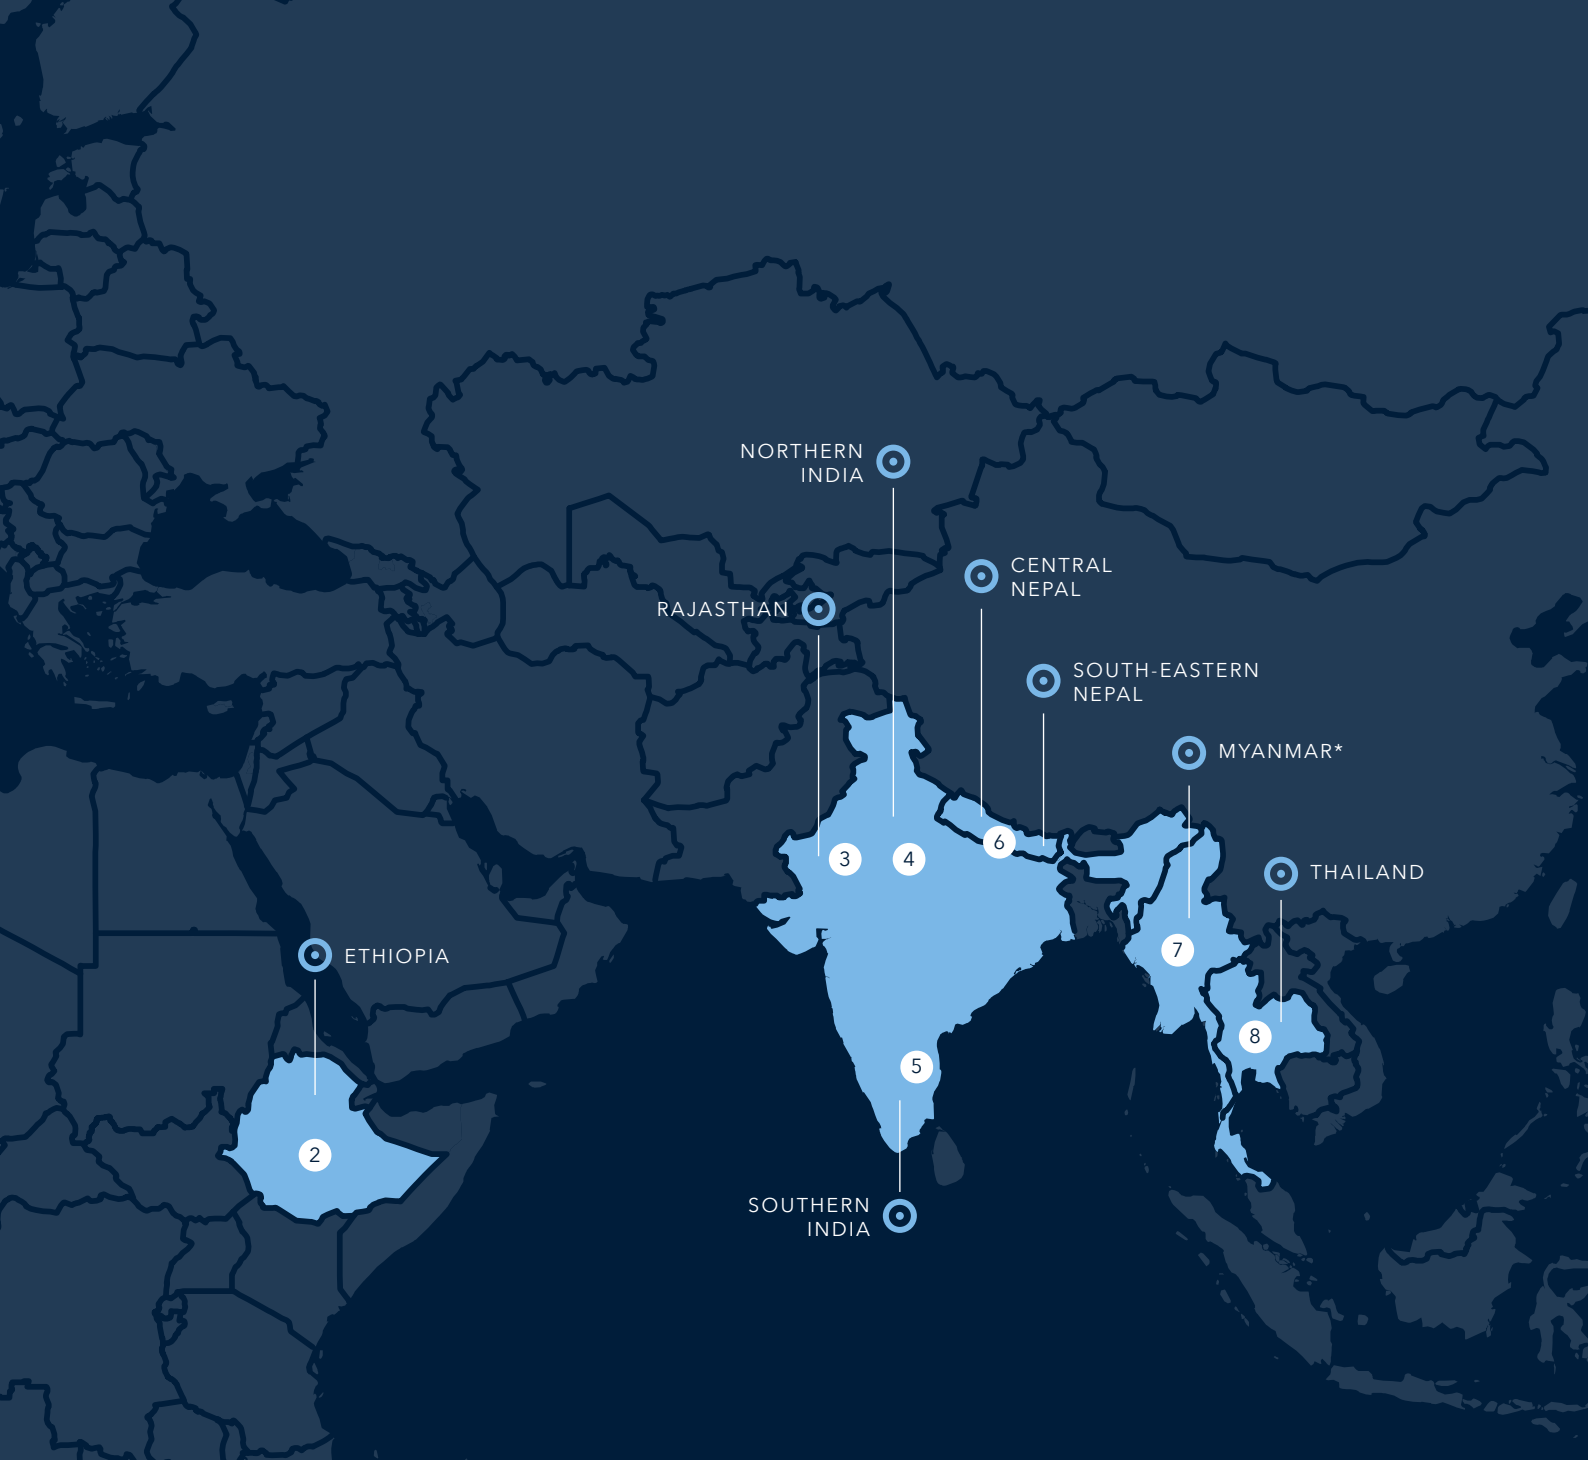 NORTHERN
INDIA
CENTRAL
NEPAL
RAJASTHAN
SOUTH-EASTERN
NEPAL
MYANMAR*
6
3
4
THAILAND
7
ETHIOPIA
8
5
2
SOUTHERN
INDIA